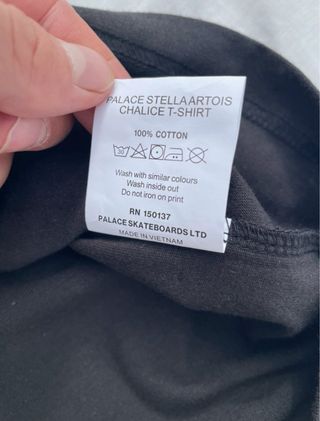 PALACE STELLA ARTOIS
CHALICE T-SHIRT
100% COTTON
30
Wash with similar colours
Wash inside out
Do not iron on print
RN 150137
PALACE SKATEBOARDS LTD
MADE IN VIETNAM